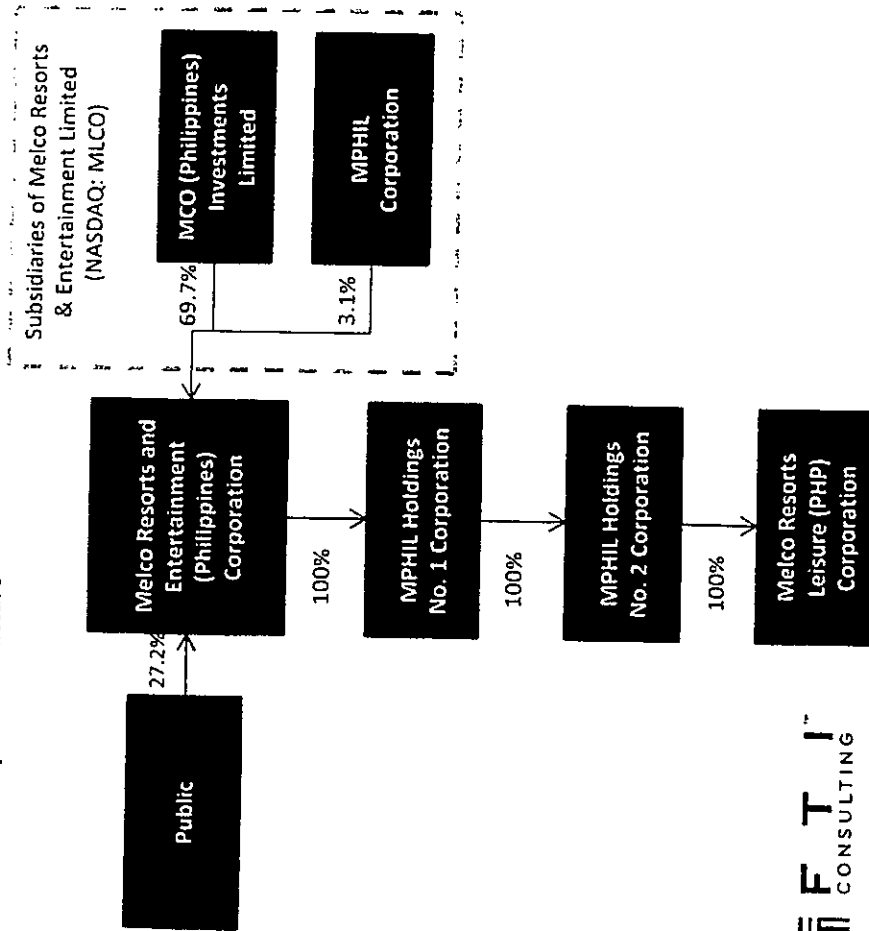 Subsidiaries of Melco Resorts
& Entertainment Limited
(NASDAQ: MLCO)
Public
27.2%
Melco Resorts and
Entertainment
(Philippines)
Corporation
69.7%
MCO (Philippines)
Investments
Limited
3.1%
MPHIL
Corporation
100%
MPHIL Holdings
No. 1 Corporation
100%
MPHIL Holdings
No. 2 Corporation
100%
Melco Resorts
Leisure (PHP)
Corporation
F T I™
CONSULTING